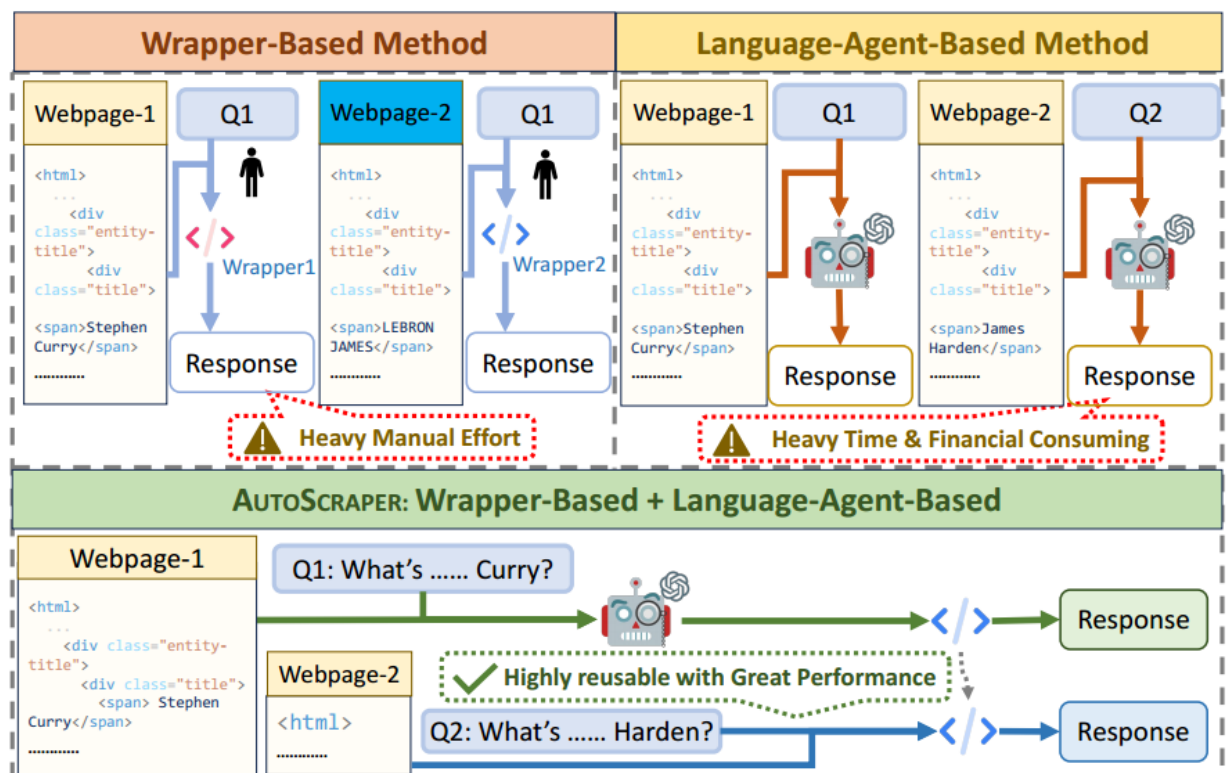 Wrapper-Based Method
Language-Agent-Based Method
Webpage-1
Q1
<html>
...
<div
class="entity-
title">
<div
class="title">
<span>Stephen
Curry</span>
…………
</>
Wrapper1
Response
Webpage-2
Q1
<html>
...
<div
class="entity-
title">
<div
class="title">
<span>LEBRON
JAMES</span>
…………
</>
Wrapper2
Response
Heavy Manual Effort
Webpage-1
Q1
<html>
...
<div
class="entity-
title">
<div
class="title">
<span>Stephen
Curry</span>
…………
Response
Webpage-2
Q2
<html>
...
<div
class="entity-
title">
<div
class="title">
<span>James
Harden</span>
…………
Response
Heavy Time & Financial Consuming
AUTOSCRAPER: Wrapper-Based + Language-Agent-Based
Webpage-1
<html>
...
<div class="entity-
title">
<div class="title">
<span> Stephen
Curry</span>
…………
Q1: What's …… Curry?
</>
Response
Webpage-2
<html>
…………
Highly reusable with Great Performance
Q2: What's …… Harden?
</>
Response